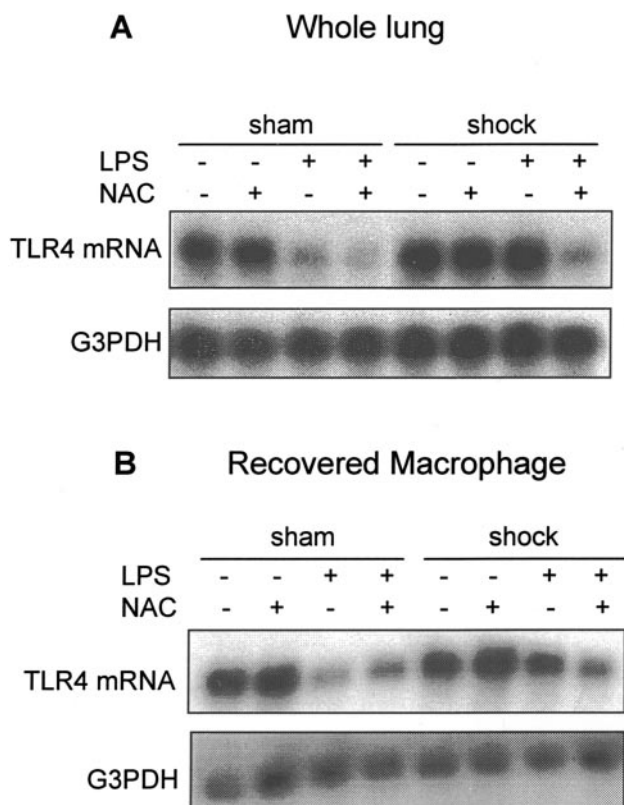 A Whole lung
sham shock
LPS - - + + - - + +
NAC - + - + - + - +
TLR4 mRNA
G3PDH
B Recovered Macrophage
sham shock
LPS - - + + - - + +
NAC - + - + - + - +
TLR4 mRNA
G3PDH